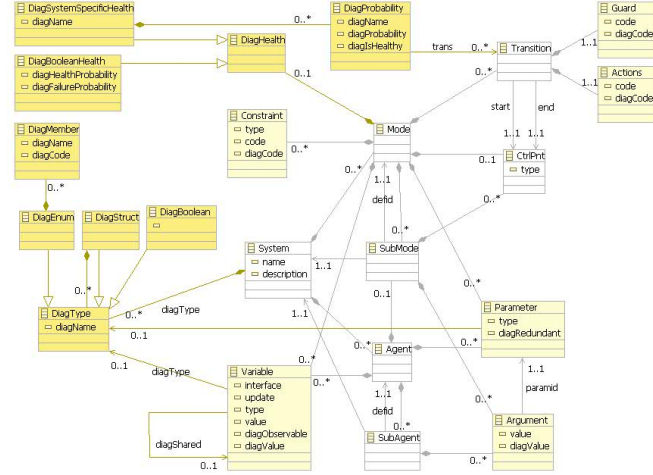 DiagSystemSpecificHealth
diagName
DiagProbability
diagName
diagProbability
diagIsHealthy
Guard
code
diagCode
0..*
DiagHealth
trans
0..*
Transition
1..1
DiagBooleanHealth
diagHealthProbability
diagFailureProbability
0..1
0..*
Actions
code
diagCode
1..1
Constraint
type
code
diagCode
0..*
start
end
DiagMember
diagName
diagCode
Mode
1..1
1..1
0..1
CtrlPnt
type
0..*
1..1
defid
0..*
0..*
DiagEnum
DiagStruct
DiagBoolean
System
name
description
1..1
SubMode
0..*
0..1
0..*
DiagType
diagName
diagType
1..1
Parameter
type
diagRedundant
0..1
0..*
0..*
Agent
0..*
0..1
diagType
Variable
interface
update
type
value
diagObservable
diagValue
0..*
1..1
defid
0..*
1..1
paramid
0..*
Argument
value
diagValue
diagShared
0..1
SubAgent
0..*